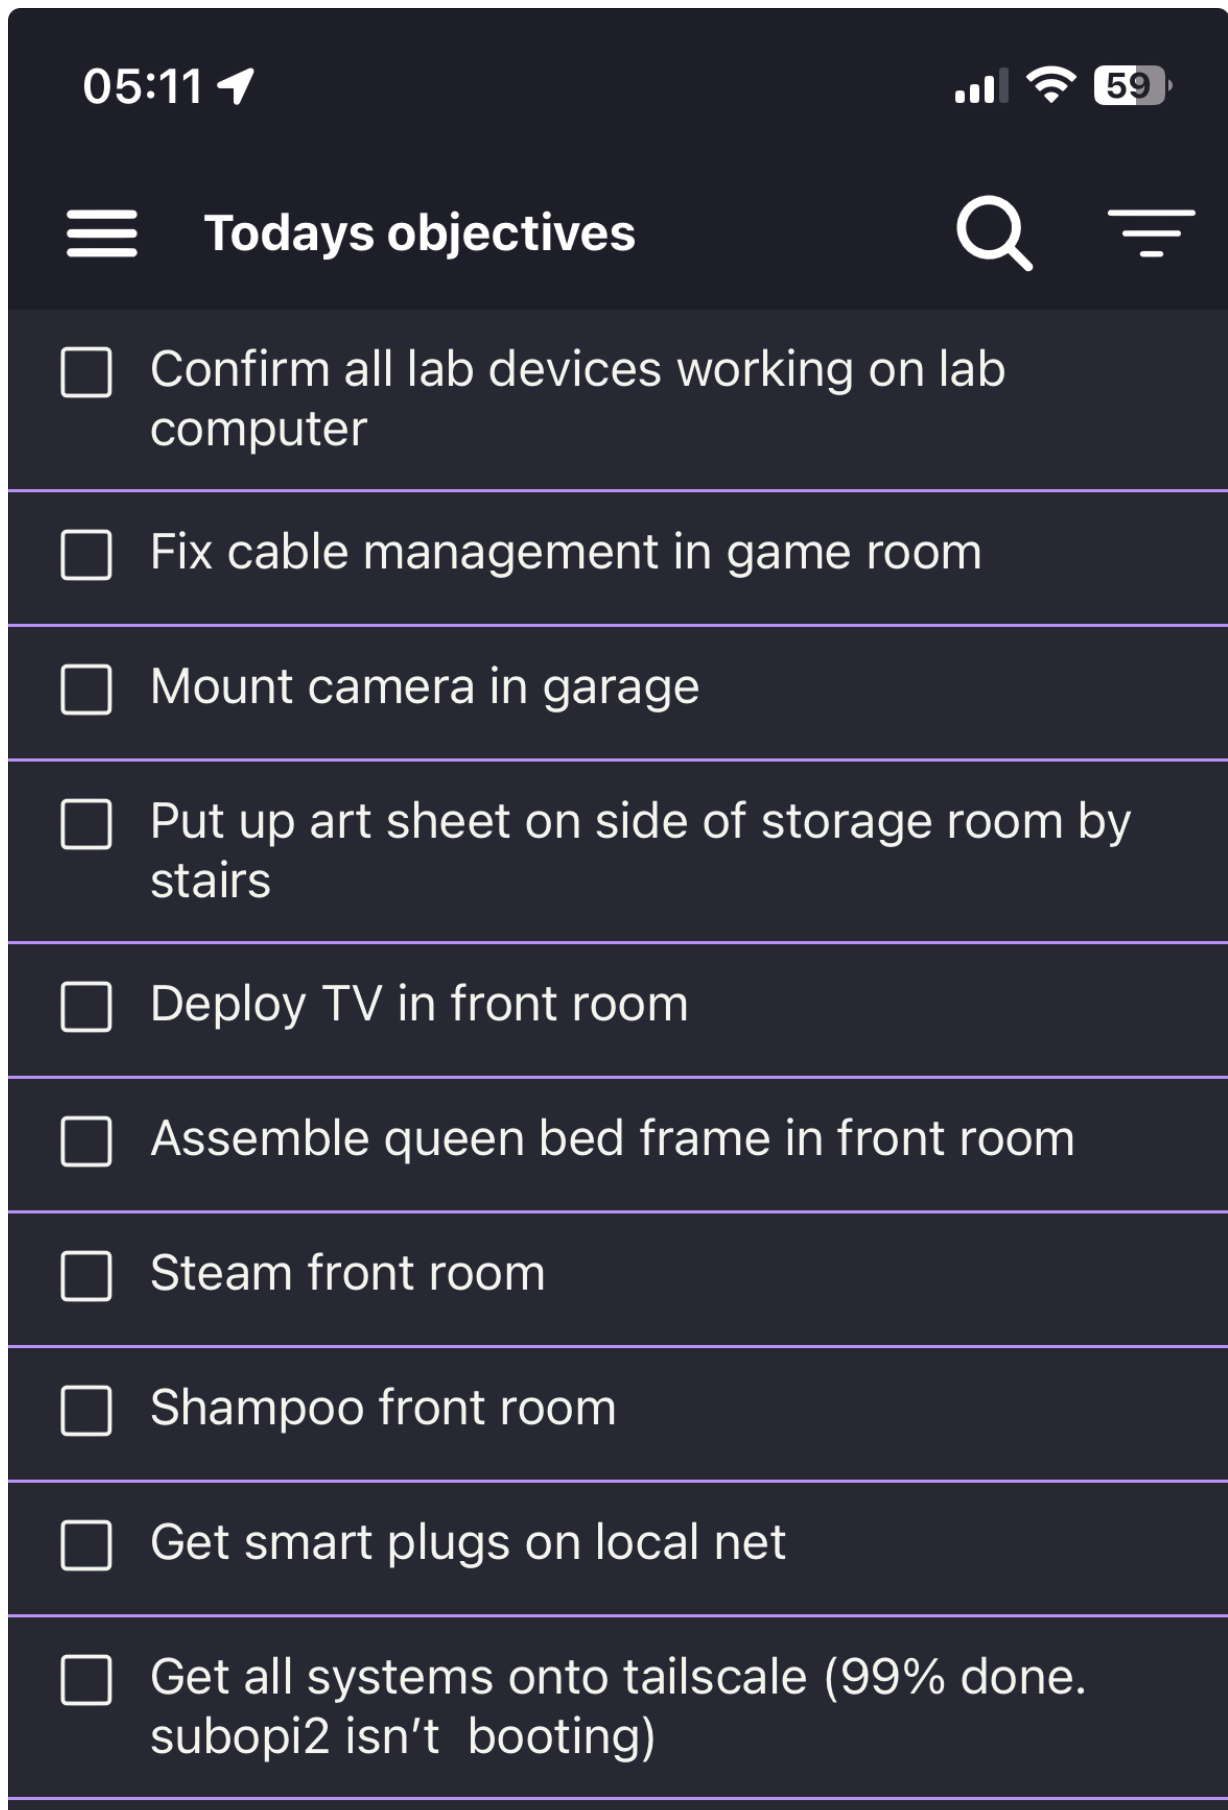 05:11
59
Todays objectives
Confirm all lab devices working on lab
computer
Fix cable management in game room
Mount camera in garage
Put up art sheet on side of storage room by
stairs
Deploy TV in front room
Assemble queen bed frame in front room
Steam front room
Shampoo front room
Get smart plugs on local net
Get all systems onto tailscale (99% done.
subopi2 isn’t  booting)